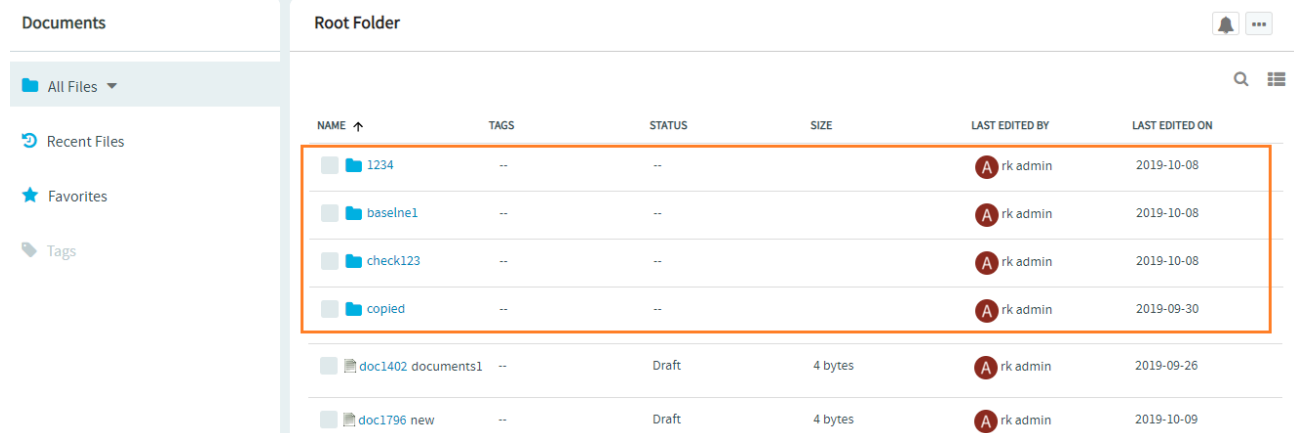 Documents
Root Folder
All Files
Recent Files
Favorites
Tags
NAME TAGS STATUS SIZE LAST EDITED BY LAST EDITED ON
1234 -- -- A rk admin 2019-10-08
baselne1 -- -- A rk admin 2019-10-08
check123 -- -- A rk admin 2019-10-08
copied -- -- A rk admin 2019-09-30
doc1402 documents1 -- Draft 4 bytes A rk admin 2019-09-26
doc1796 new -- Draft 4 bytes A rk admin 2019-10-09